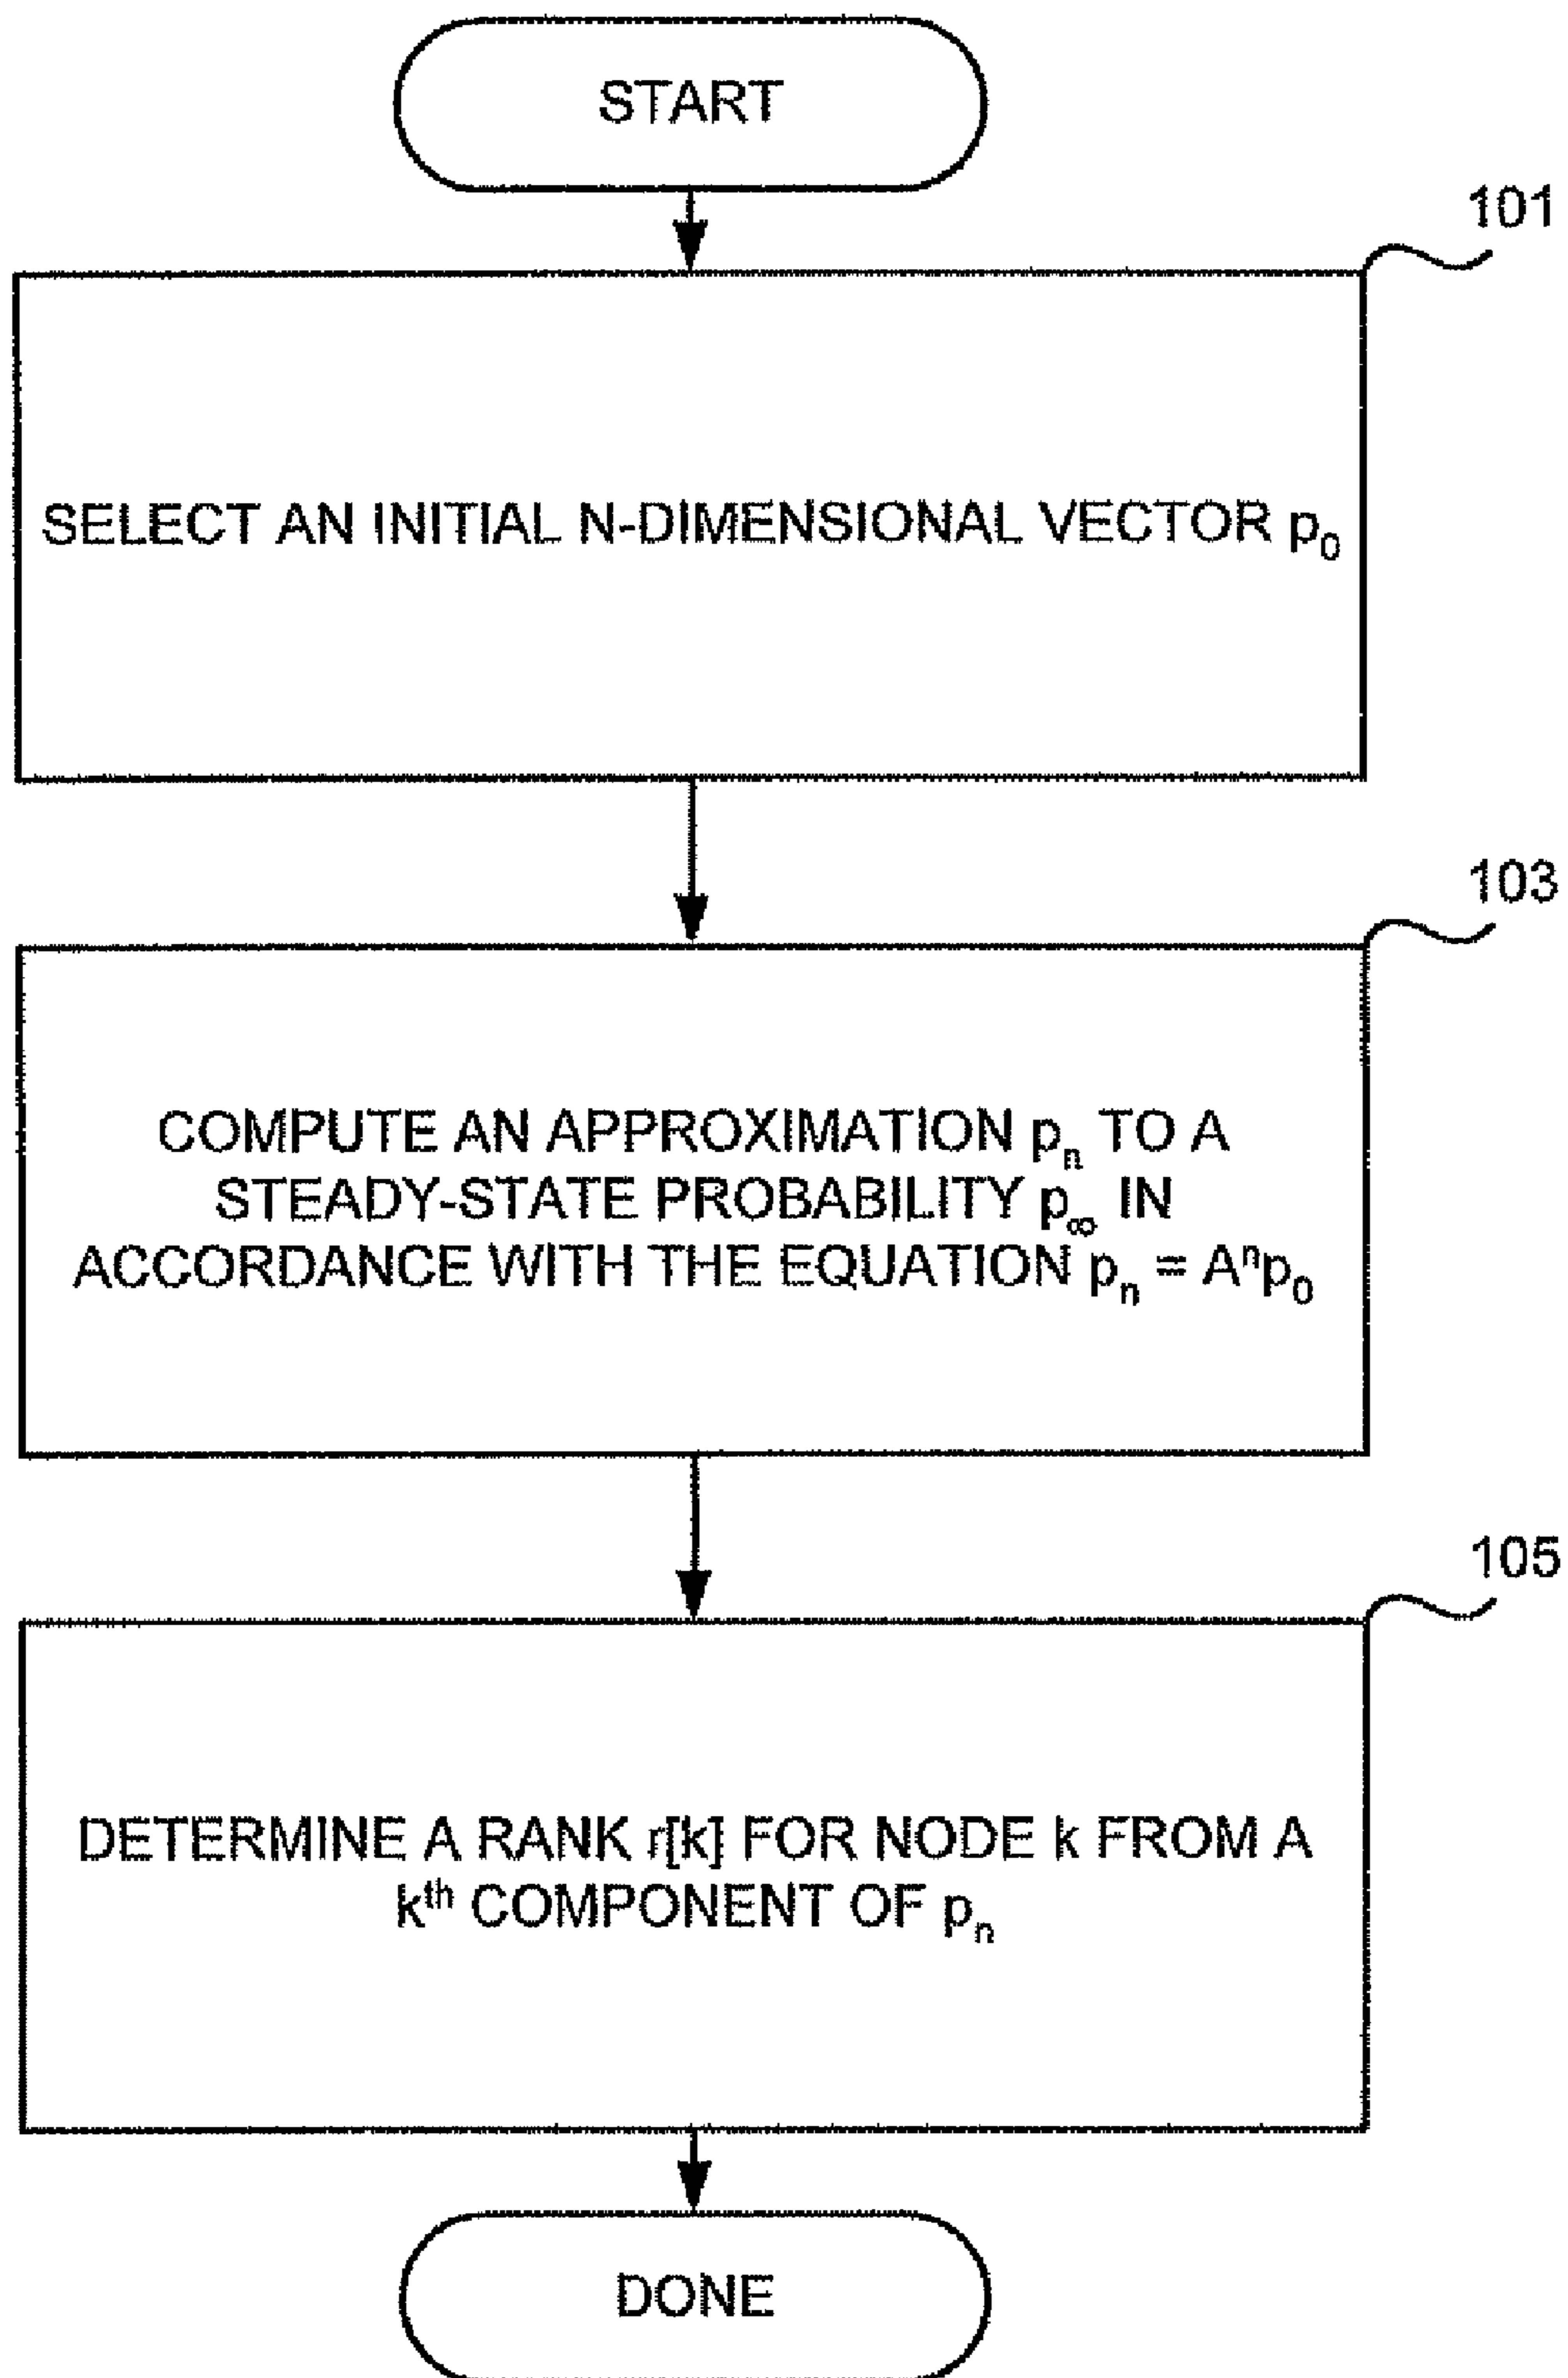 START
101
SELECT AN INITIAL N-DIMENSIONAL VECTOR p₀
103
COMPUTE AN APPROXIMATION pₙ TO A
STEADY-STATE PROBABILITY p∞ IN
ACCORDANCE WITH THE EQUATION pₙ = Aⁿp₀
105
DETERMINE A RANK r[k] FOR NODE k FROM A
kᵗʰ COMPONENT OF pₙ
DONE